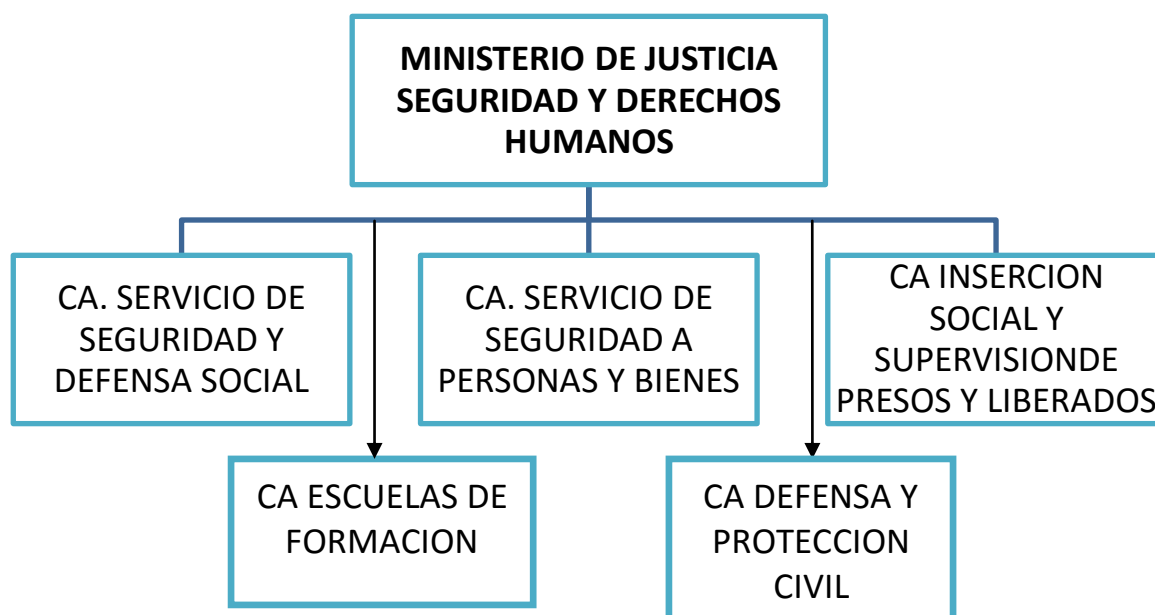 MINISTERIO DE JUSTICIA
SEGURIDAD Y DERECHOS
HUMANOS
CA. SERVICIO DE
SEGURIDAD Y
DEFENSA SOCIAL
CA. SERVICIO DE
SEGURIDAD A
PERSONAS Y BIENES
CA INSERCION
SOCIAL Y
SUPERVISIONDE
PRESOS Y LIBERADOS
CA ESCUELAS DE
FORMACION
CA DEFENSA Y
PROTECCION
CIVIL